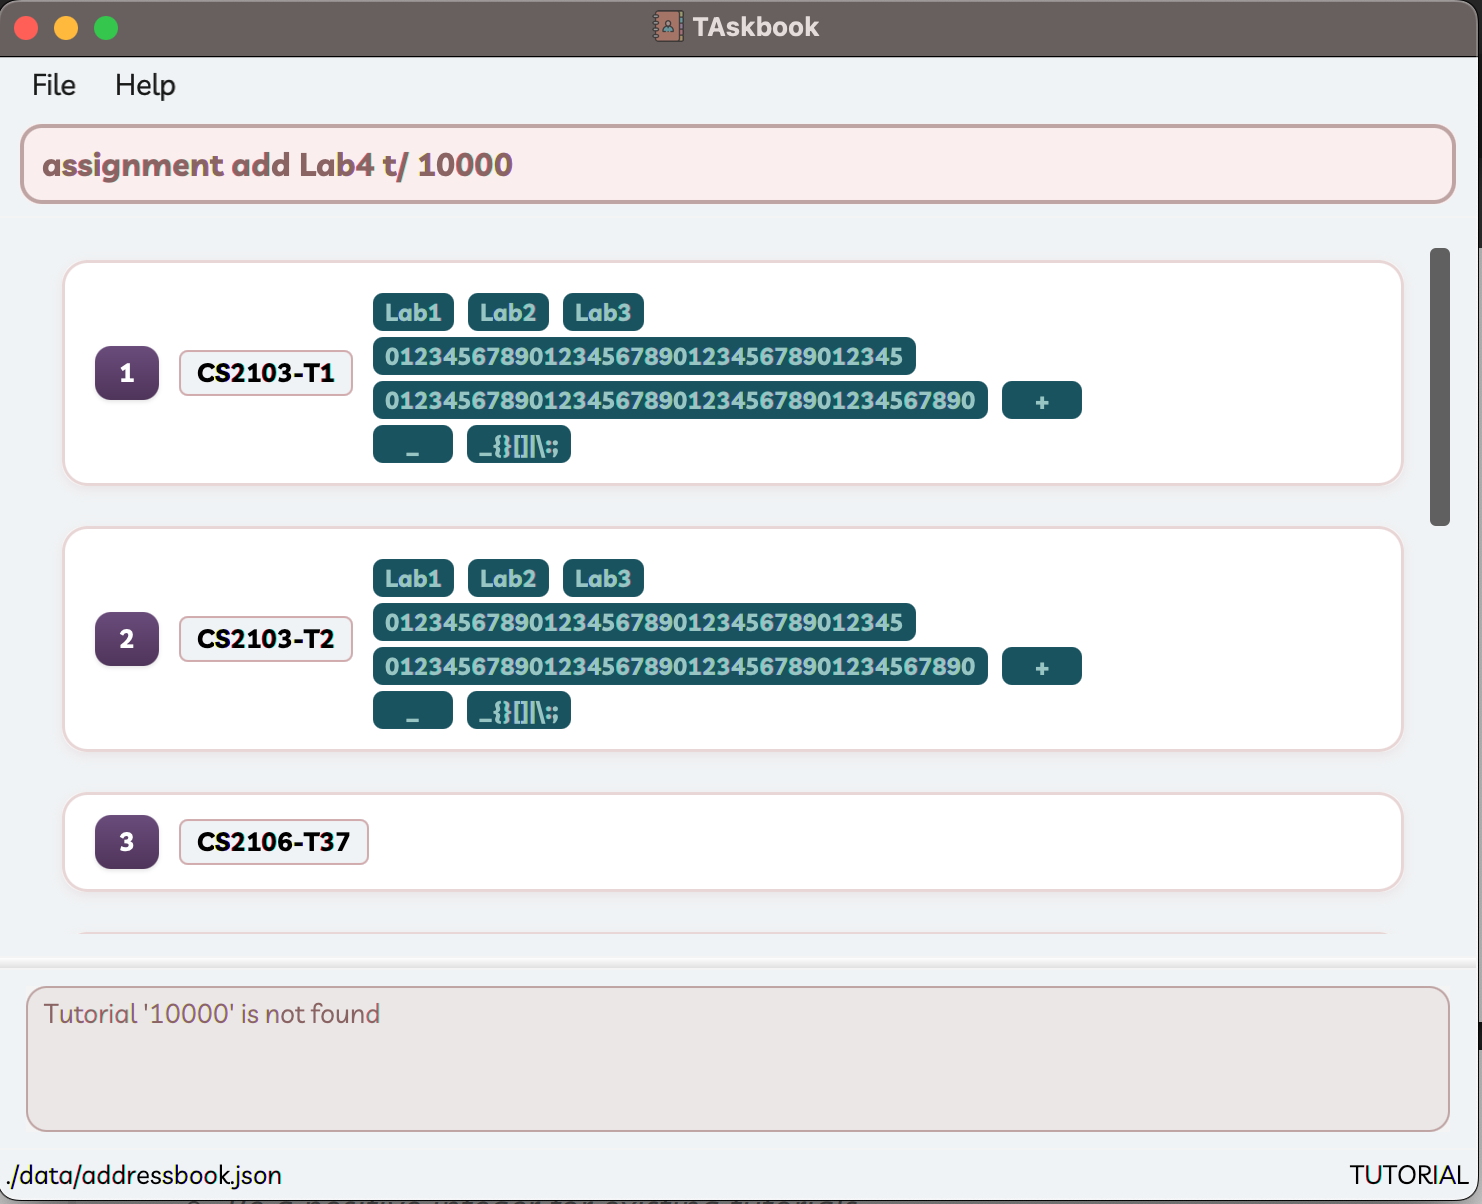 TAskbook
File Help
assignment add Lab4 t/ 10000
1 CS2103-T1
Lab1 Lab2 Lab3
012345678901234567890123456789012345
01234567890123456789012345678901234567890 +
_ _{}[]|\:;
2 CS2103-T2
Lab1 Lab2 Lab3
012345678901234567890123456789012345
01234567890123456789012345678901234567890 +
_ _{}[]|\:;
3 CS2106-T37
Tutorial '10000' is not found
./data/addressbook.json TUTORIAL